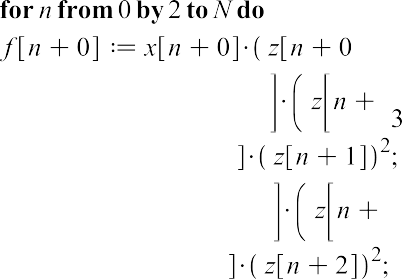 for n from 0 by 2 to N do
f[n + 0] := x[n + 0]·( z[n + 0
]·( z[n + 3
]·( z[n + 1])²;
]·( z[n +
]·( z[n + 2])²;